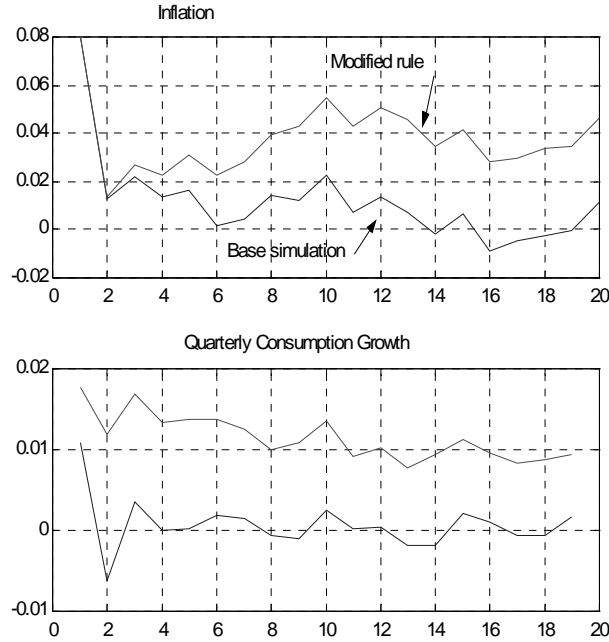 Inflation
0.08
0.06
0.04
0.02
0
-0.02
Modified rule
Base simulation
0 2 4 6 8 10 12 14 16 18 20
Quarterly Consumption Growth
0.02
0.01
0
-0.01
0 2 4 6 8 10 12 14 16 18 20